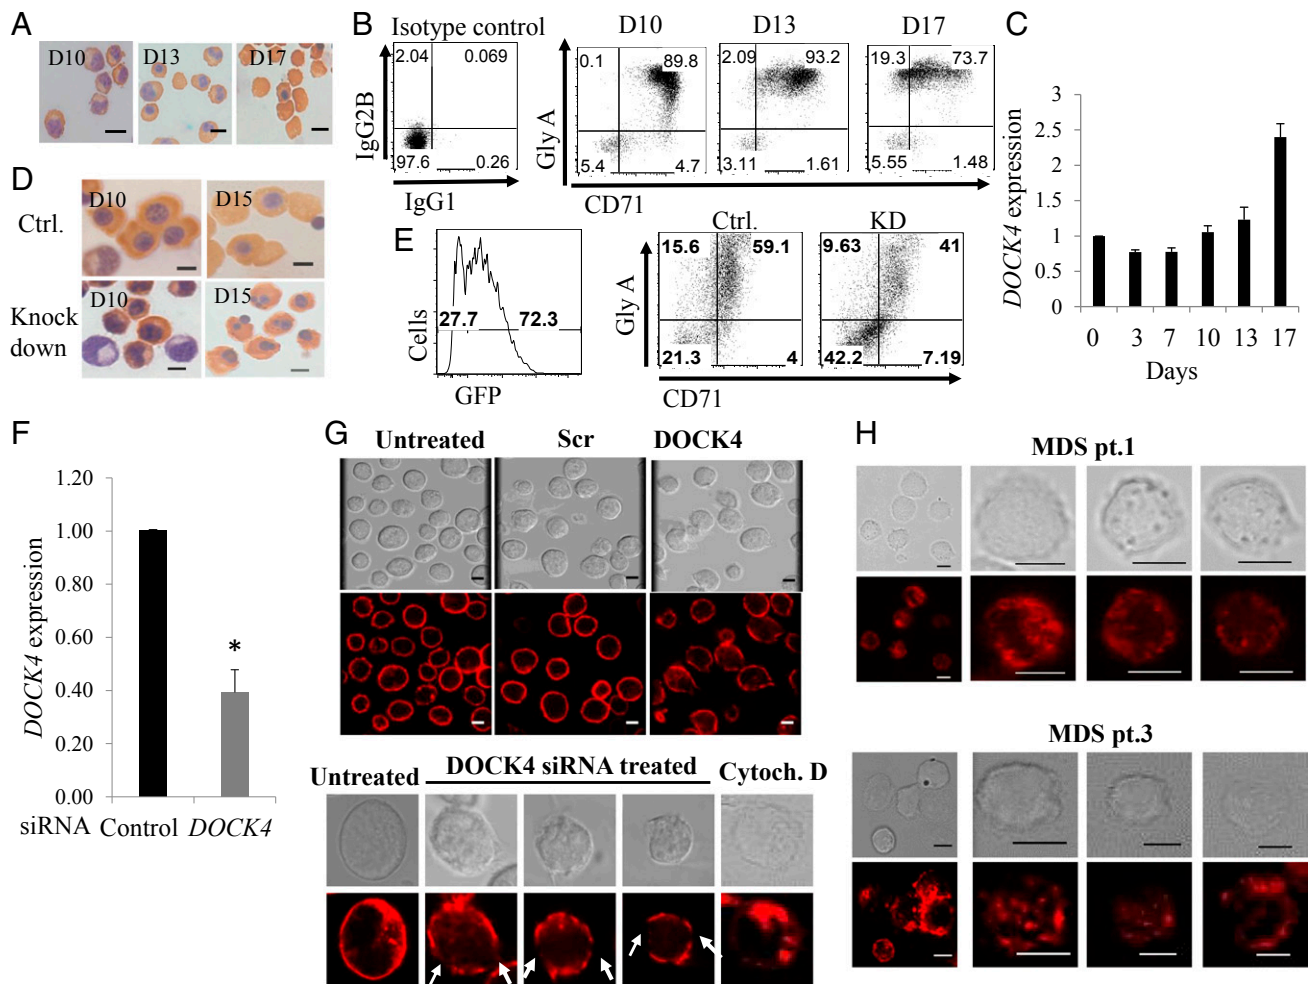 A
D10
D13
D17
B
Isotype control
2.04
0.069
97.6
0.26
IgG2B
IgG1
D10
D13
D17
0.1
89.8
5.4
4.7
2.09
93.2
3.11
1.61
19.3
73.7
5.55
1.48
Gly A
CD71
C
3
2.5
2
1.5
1
0.5
0
DOCK4 expression
0 3 7 10 13 17
Days
D
Ctrl.
D10
D15
Knock
down
D10
D15
E
27.7
72.3
Cells
GFP
Ctrl.
KD
15.6
59.1
21.3
4
9.63
41
42.2
7.19
Gly A
CD71
F
1.20
1.00
0.80
0.60
0.40
0.20
0.00
DOCK4 expression
*
siRNA Control DOCK4
G
Untreated Scr DOCK4
Untreated DOCK4 siRNA treated Cytoch. D
H
MDS pt.1
MDS pt.3